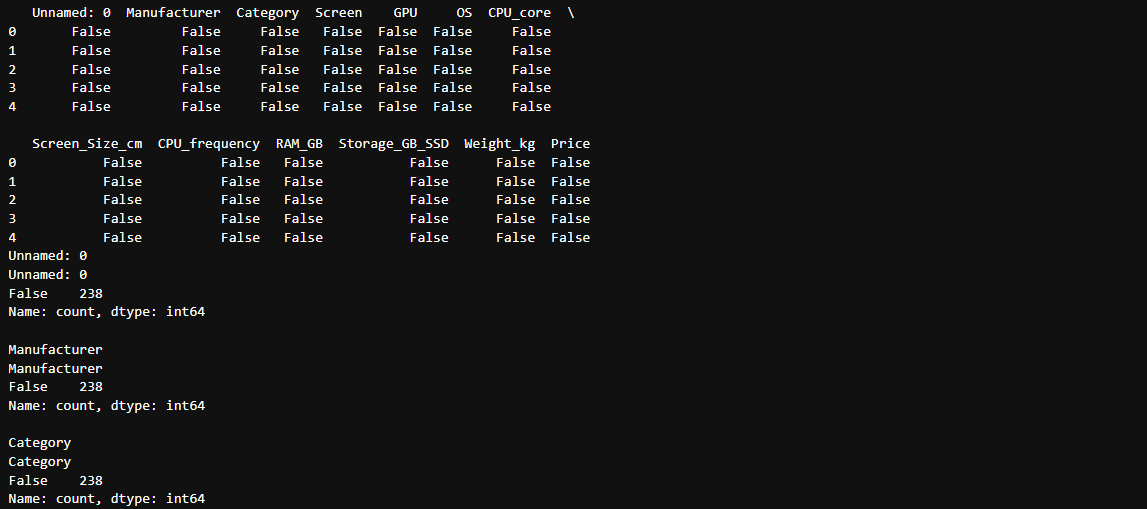 Unnamed: 0  Manufacturer  Category  Screen    GPU     OS  CPU_core  \
0       False         False     False   False  False  False     False
1       False         False     False   False  False  False     False
2       False         False     False   False  False  False     False
3       False         False     False   False  False  False     False
4       False         False     False   False  False  False     False

   Screen_Size_cm  CPU_frequency  RAM_GB  Storage_GB_SSD  Weight_kg  Price
0           False          False   False           False      False  False
1           False          False   False           False      False  False
2           False          False   False           False      False  False
3           False          False   False           False      False  False
4           False          False   False           False      False  False
Unnamed: 0
Unnamed: 0
False    238
Name: count, dtype: int64

Manufacturer
Manufacturer
False    238
Name: count, dtype: int64

Category
Category
False    238
Name: count, dtype: int64